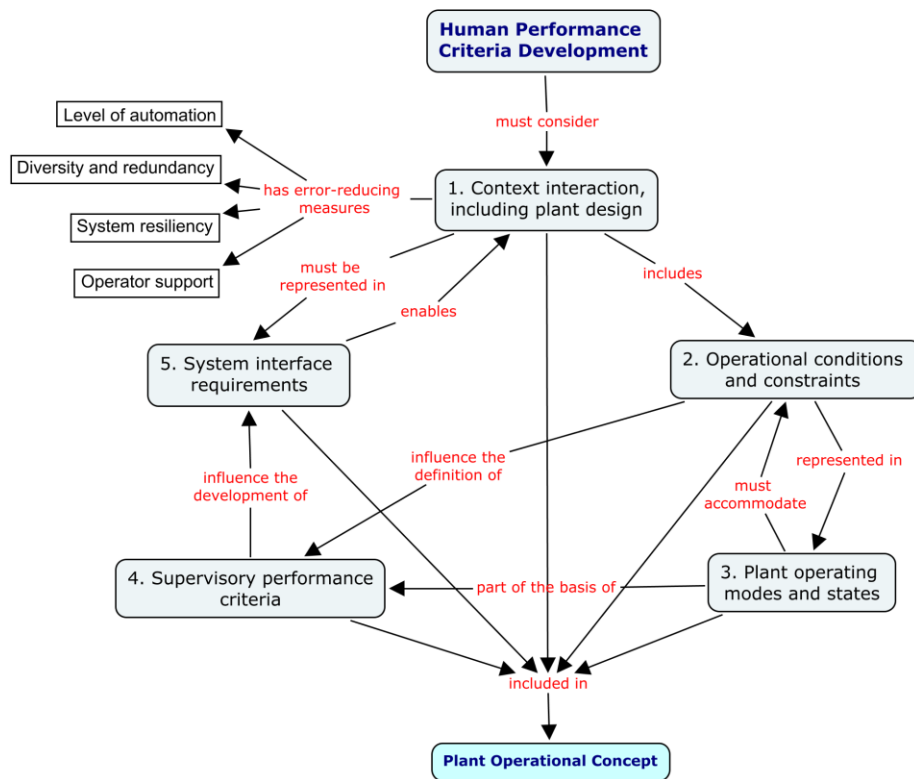 Human Performance
Criteria Development
must consider
Level of automation
Diversity and redundancy
System resiliency
Operator support
has error-reducing
measures
1. Context interaction,
including plant design
must be
represented in
enables
includes
5. System interface
requirements
2. Operational conditions
and constraints
influence the
definition of
represented in
must
accommodate
influence the
development of
4. Supervisory performance
criteria
part of the basis of
3. Plant operating
modes and states
included in
Plant Operational Concept